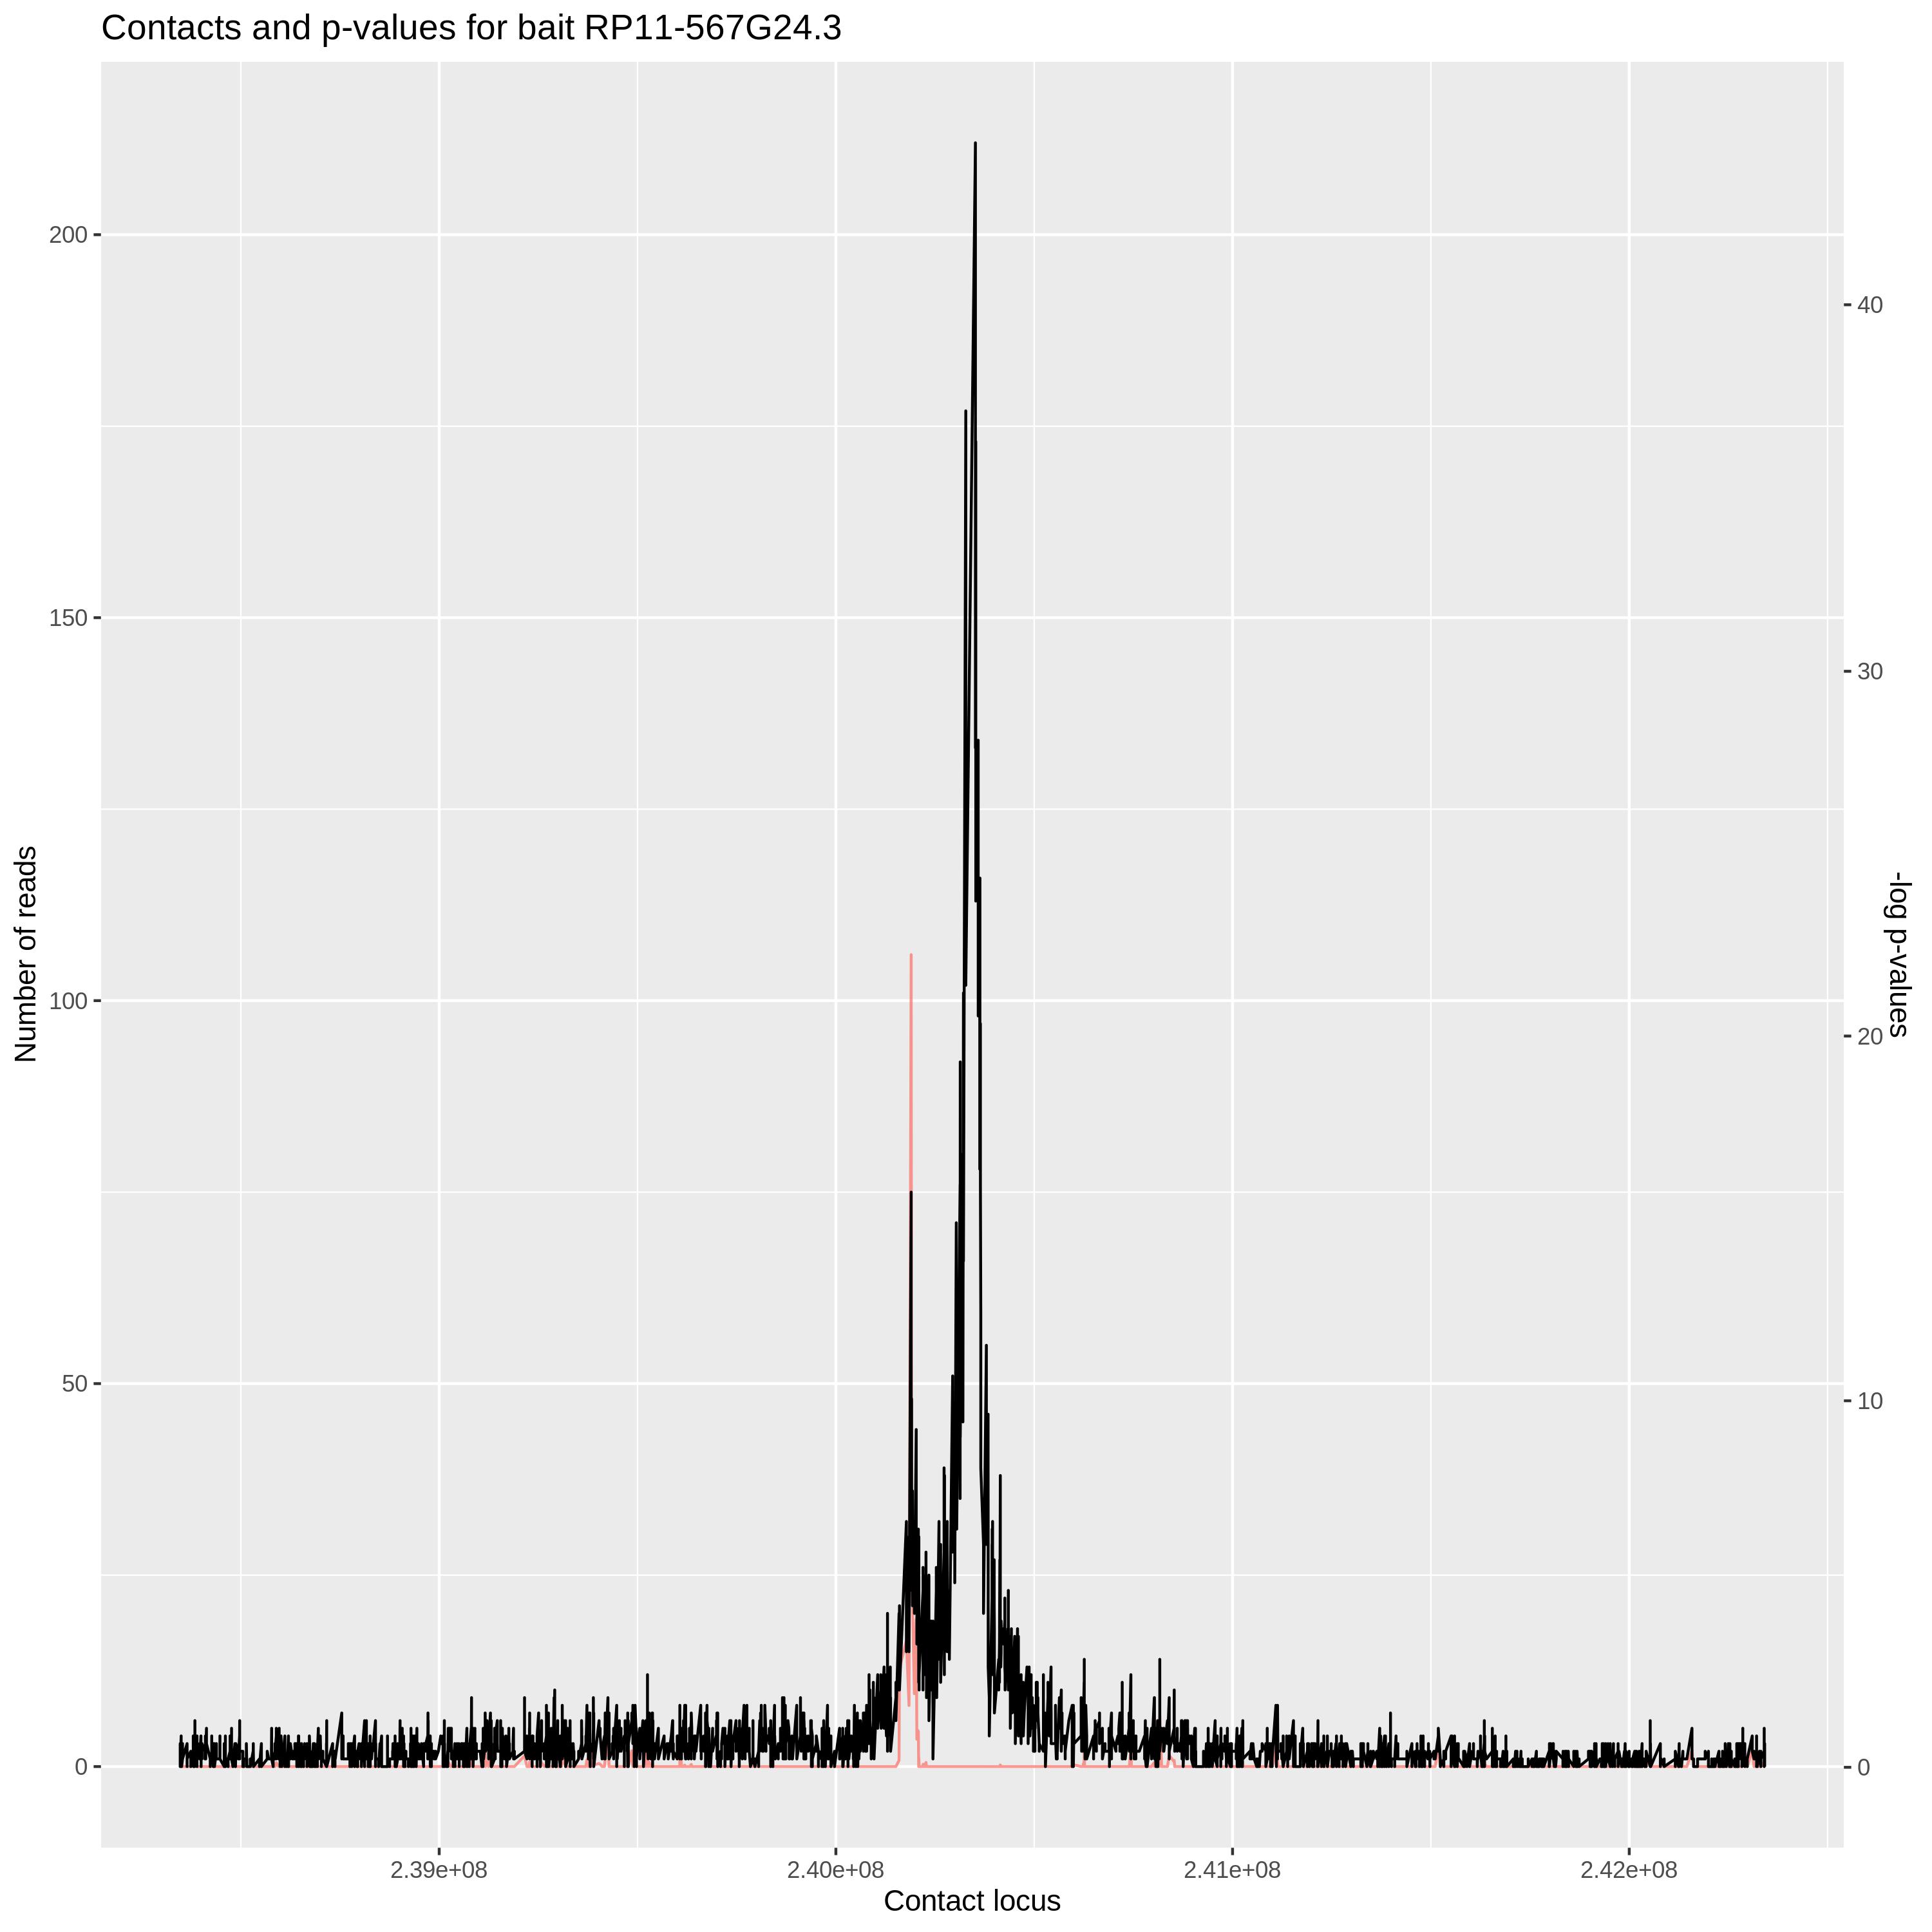 Contacts and p-values for bait RP11-567G24.3
200
150
100
50
0
Number of reads
40
30
20
10
0
-log p-values
2.39e+08
2.40e+08
2.41e+08
2.42e+08
Contact locus